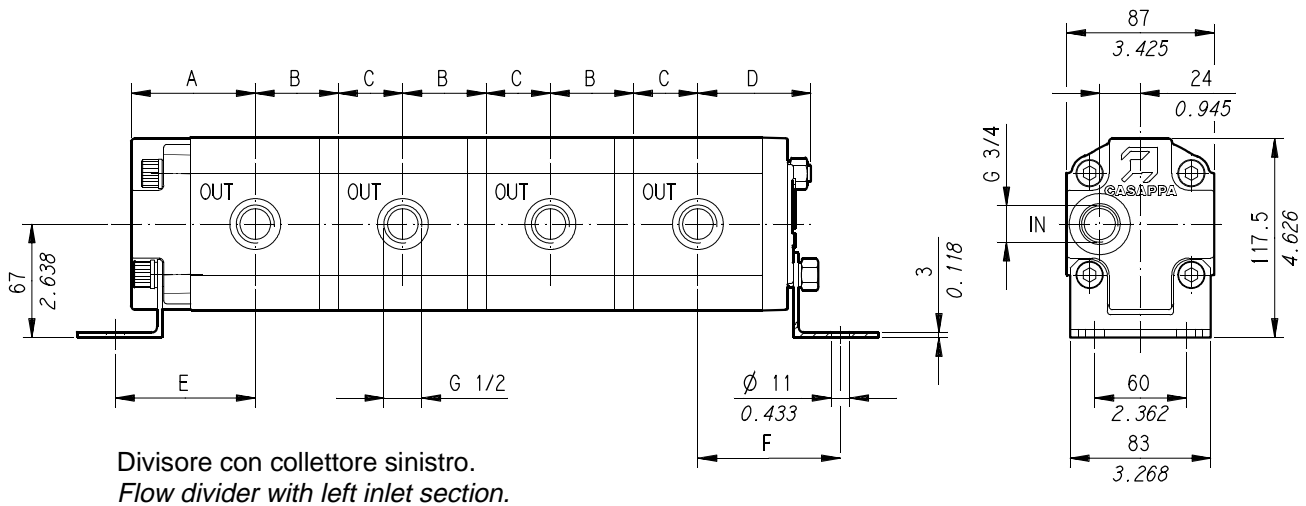 A B C B C B C D
OUT OUT OUT OUT
67
2.638
E
G 1/2
Ø 11
0.433
F
3
0.118
87
3.425
24
0.945
G 3/4
IN
CASAPPA
117.5
4.626
60
2.362
83
3.268
Divisore con collettore sinistro.
Flow divider with left inlet section.